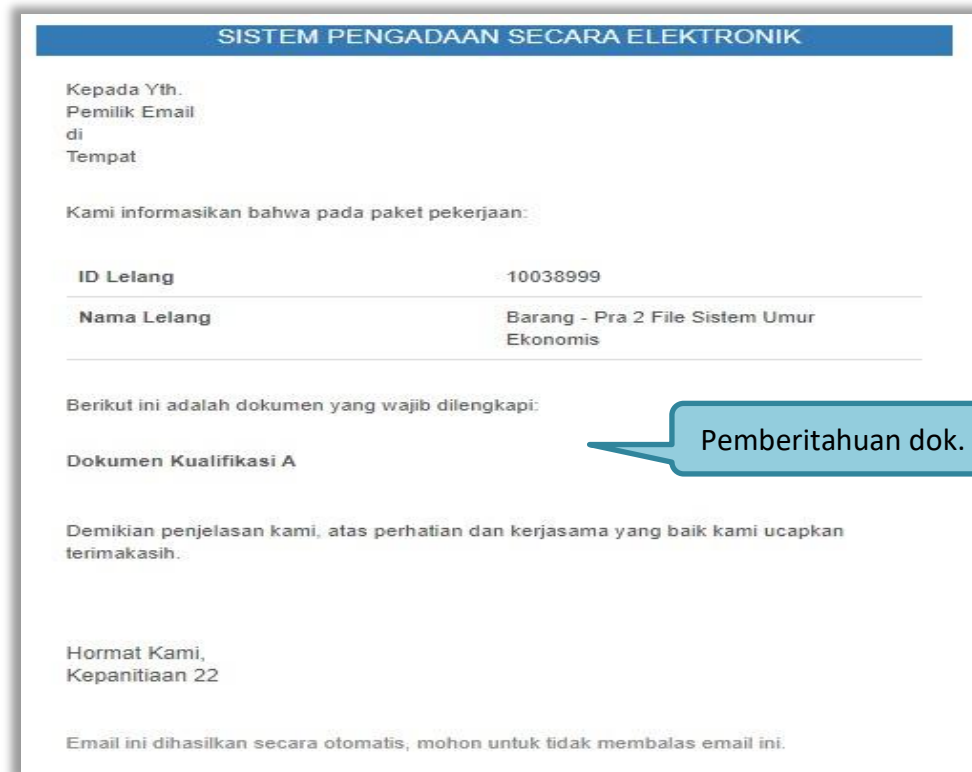 SISTEM PENGADAAN SECARA ELEKTRONIK
Kepada Yth.
Pemilik Email
di
Tempat
Kami informasikan bahwa pada paket pekerjaan:
ID Lelang 10038999
Nama Lelang Barang - Pra 2 File Sistem Umur
Ekonomis
Berikut ini adalah dokumen yang wajib dilengkapi:
Pemberitahuan dok.
Dokumen Kualifikasi A
Demikian penjelasan kami, atas perhatian dan kerjasama yang baik kami ucapkan
terimakasih.
Hormat Kami,
Kepanitiaan 22
Email ini dihasilkan secara otomatis, mohon untuk tidak membalas email ini.